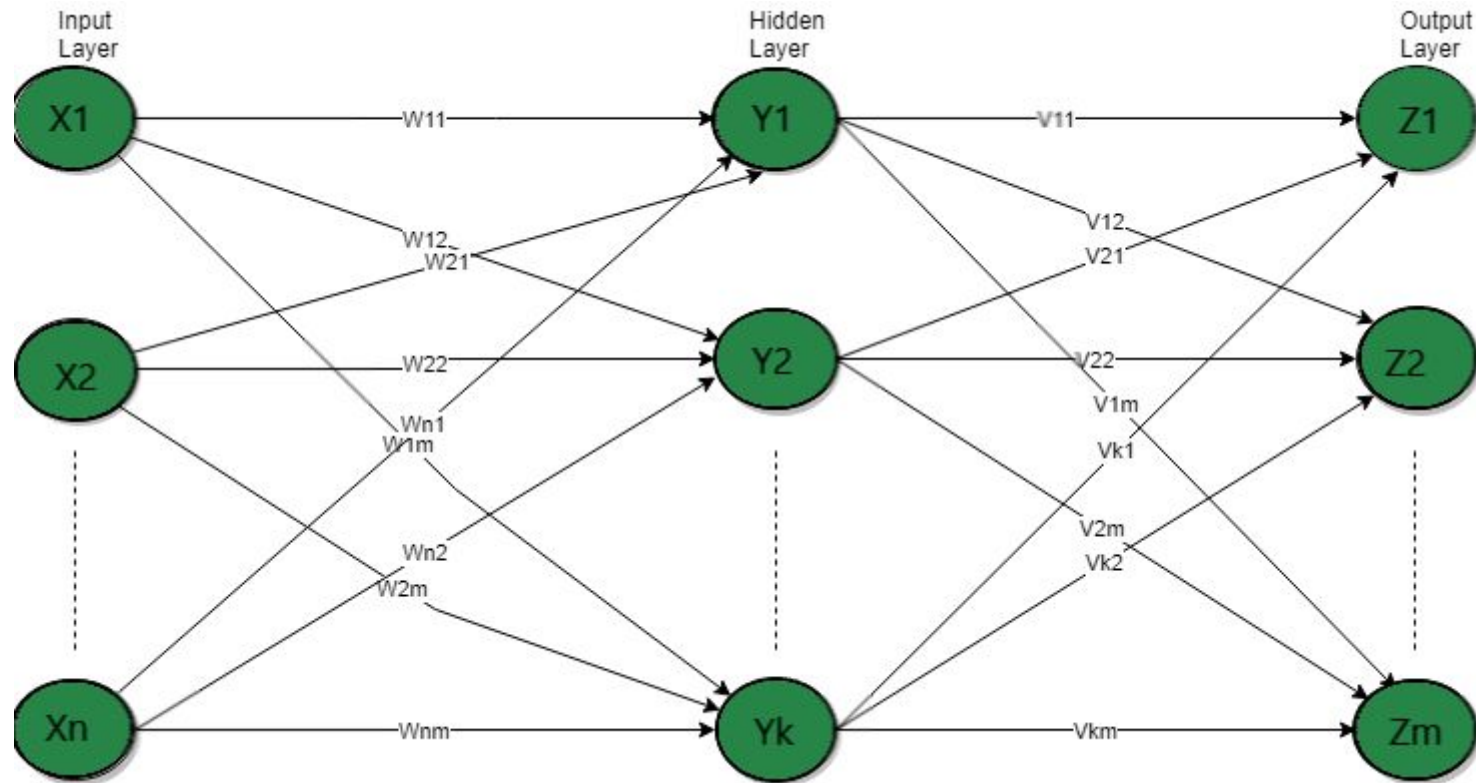 Input
Layer
Hidden
Layer
Output
Layer
X1
W11
Y1
V11
Z1
W12
W21
V12
V21
X2
W22
Y2
V22
Z2
Wn1
W1m
V1m
Vk1
Wn2
W2m
V2m
Vk2
Xn
Wnm
Yk
Vkm
Zm